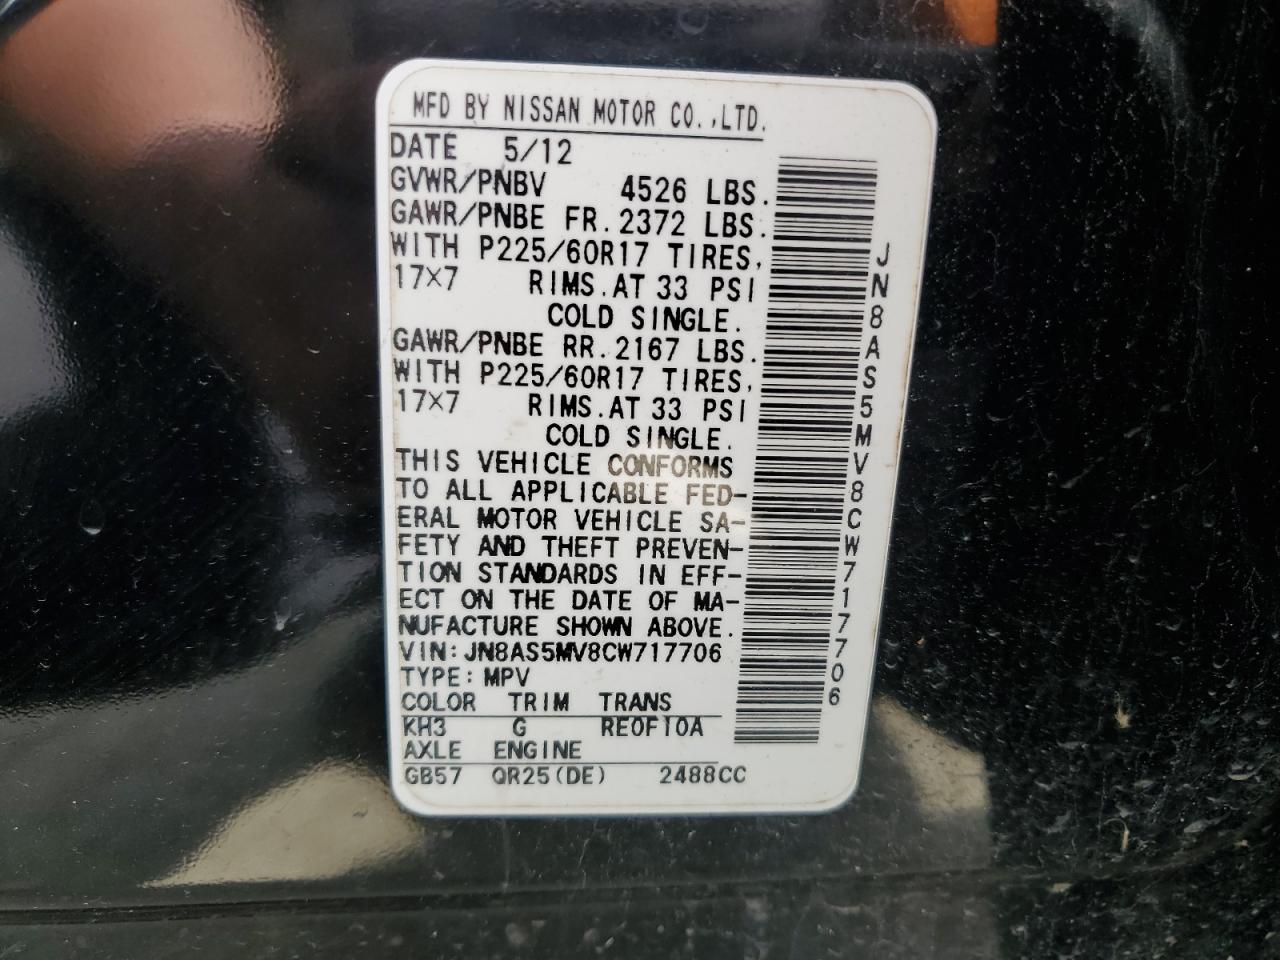 MFD BY NISSAN MOTOR CO.,LTD.
DATE 5/12
GVWR/PNBV 4526 LBS.
GAWR/PNBE FR.2372 LBS.
WITH P225/60R17 TIRES,
17×7 RIMS.AT 33 PSI
COLD SINGLE.
GAWR/PNBE RR.2167 LBS.
WITH P225/60R17 TIRES,
17×7 RIMS.AT 33 PSI
COLD SINGLE.
THIS VEHICLE CONFORMS
TO ALL APPLICABLE FED-
ERAL MOTOR VEHICLE SA-
FETY AND THEFT PREVEN-
TION STANDARDS IN EFF-
ECT ON THE DATE OF MA-
NUFACTURE SHOWN ABOVE.
VIN:JN8AS5MV8CW717706
TYPE:MPV
COLOR TRIM TRANS
KH3 G RE0F10A
AXLE ENGINE
GB57 QR25(DE) 2488CC
JN8AS5MV8CW717706